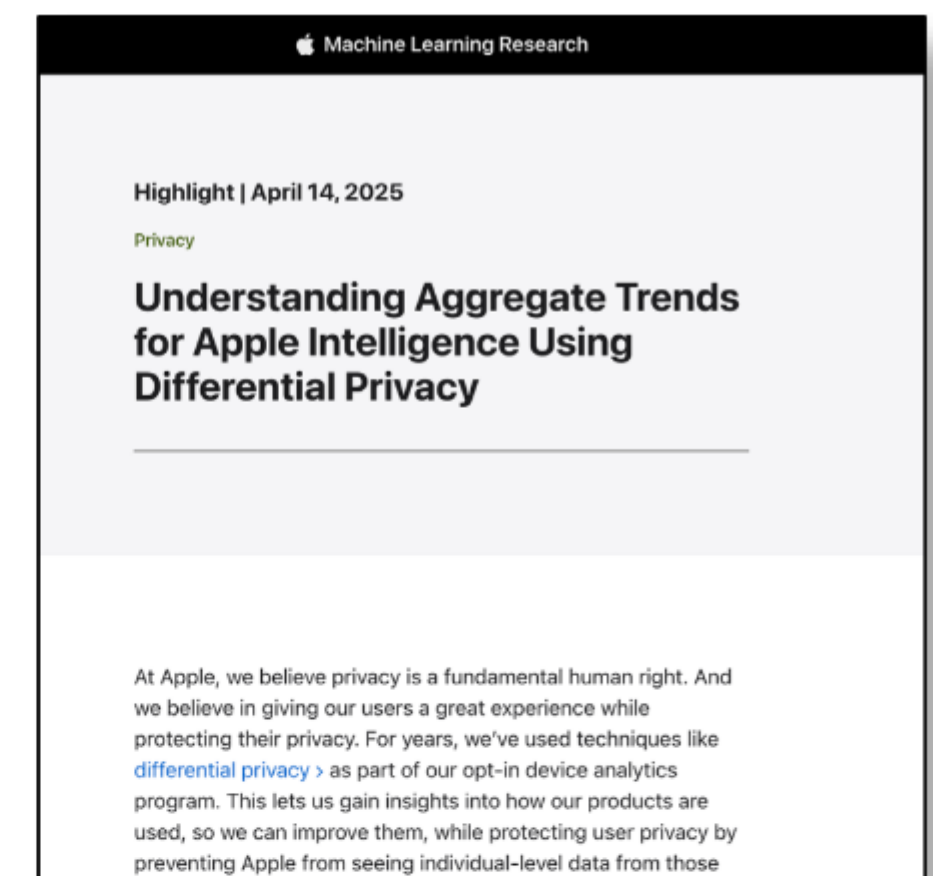 Machine Learning Research
Highlight | April 14, 2025
Privacy
Understanding Aggregate Trends
for Apple Intelligence Using
Differential Privacy
At Apple, we believe privacy is a fundamental human right. And
we believe in giving our users a great experience while
protecting their privacy. For years, we've used techniques like
differential privacy > as part of our opt-in device analytics
program. This lets us gain insights into how our products are
used, so we can improve them, while protecting user privacy by
preventing Apple from seeing individual-level data from those